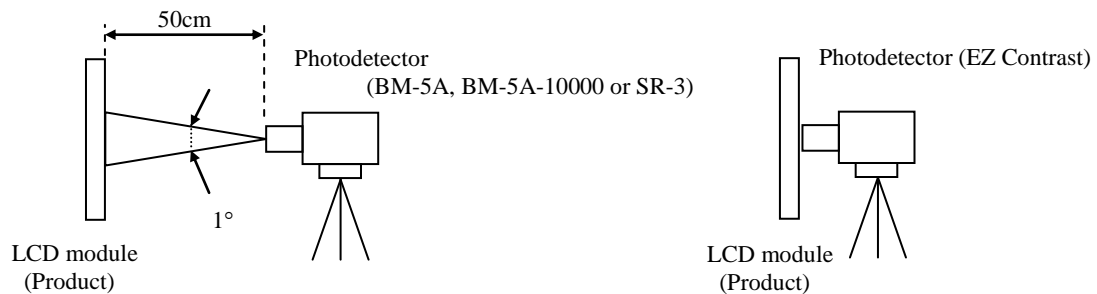 50cm
Photodetector
(BM-5A, BM-5A-10000 or SR-3)
1°
LCD module
(Product)
Photodetector (EZ Contrast)
LCD module
(Product)